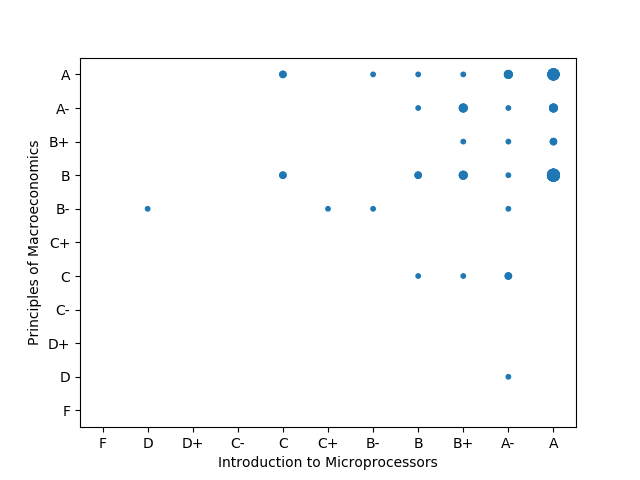 A
A-
B+
B
B-
C+
C
C-
D+
D
F
Principles of Macroeconomics
F D D+ C- C C+ B- B B+ A- A
Introduction to Microprocessors